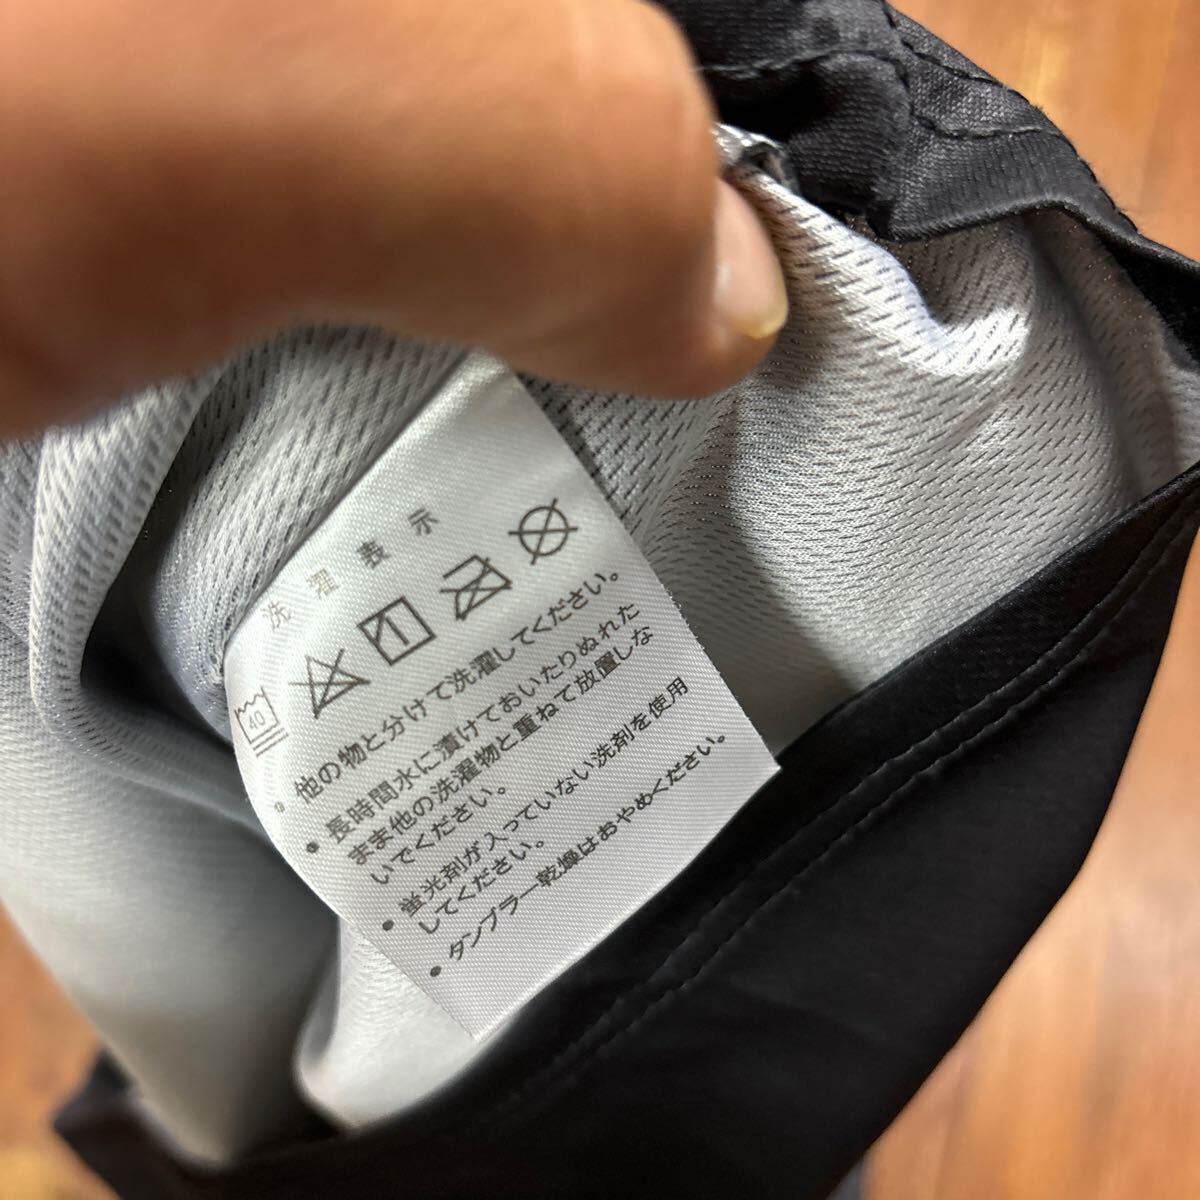 洗濯表示
40
・他の物と分けて洗濯してください。
・長時間水に漬けておいたりぬれた
まま他の洗濯物と重ねて放置しな
いでください。
・蛍光剤が入っていない洗剤を使用
してください。
・タンブラー乾燥はおやめください。